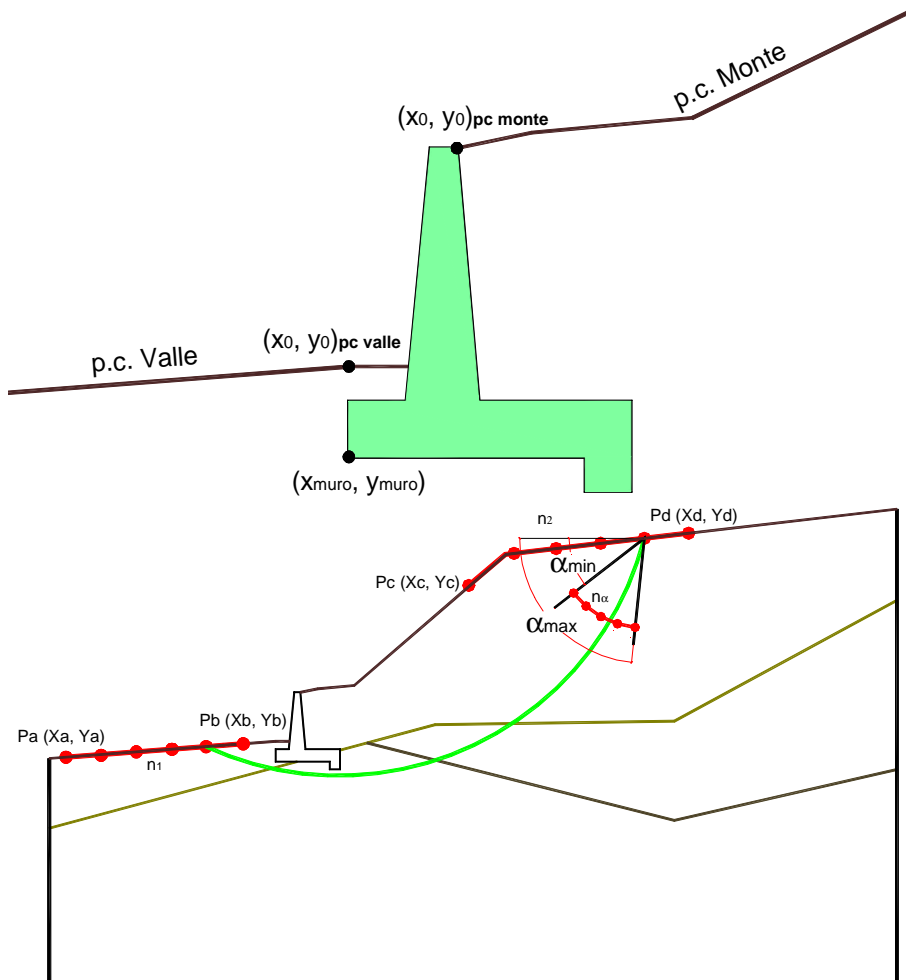 p.c. Monte
(x0, y0)pc monte
(x0, y0)pc valle
p.c. Valle
(xmuro, ymuro)
n2
Pd (Xd, Yd)
αmin
Pc (Xc, Yc)
nα
αmax
Pb (Xb, Yb)
Pa (Xa, Ya)
n1